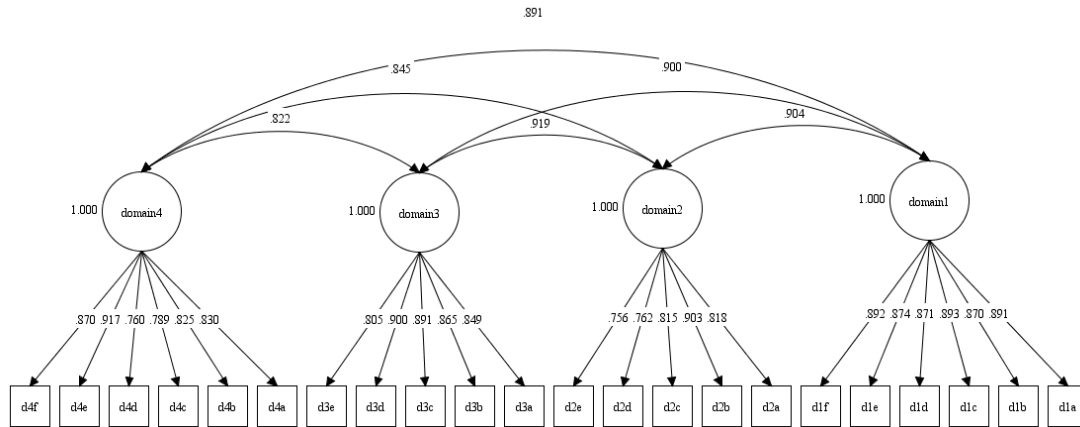 .891
.845 .900
.822 .919 .904
1.000 domain4 1.000 domain3 1.000 domain2 1.000 domain1
.870 .917 .760 .789 .825 .830 .805 .900 .891 .865 .849 .756 .762 .815 .903 .818 .892 .874 .871 .893 .870 .891
d4f d4e d4d d4c d4b d4a d3e d3d d3c d3b d3a d2e d2d d2c d2b d2a d1f d1e d1d d1c d1b d1a